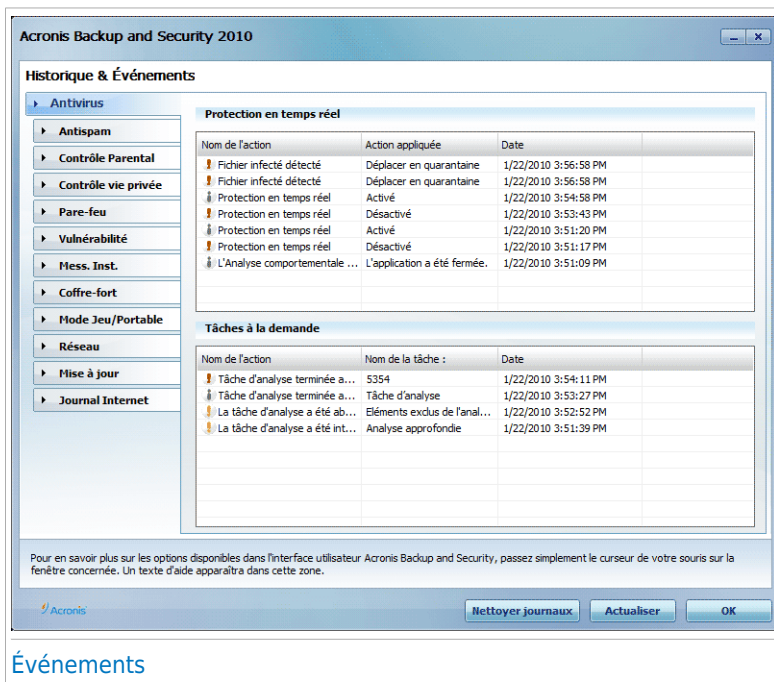 Acronis Backup and Security 2010
Historique & Événements
Antivirus
Antispam
Contrôle Parental
Contrôle vie privée
Pare-feu
Vulnérabilité
Mess. Inst.
Coffre-fort
Mode Jeu/Portable
Réseau
Mise à jour
Journal Internet
Protection en temps réel
Nom de l'action Action appliquée Date
Fichier infecté détecté Déplacer en quarantaine 1/22/2010 3:56:58 PM
Fichier infecté détecté Déplacer en quarantaine 1/22/2010 3:56:58 PM
Protection en temps réel Activé 1/22/2010 3:54:58 PM
Protection en temps réel Désactivé 1/22/2010 3:53:43 PM
Protection en temps réel Activé 1/22/2010 3:51:20 PM
Protection en temps réel Désactivé 1/22/2010 3:51:17 PM
L'Analyse comportementale ... L'application a été fermée. 1/22/2010 3:51:09 PM
Tâches à la demande
Nom de l'action Nom de la tâche : Date
Tâche d'analyse terminée a... 5354 1/22/2010 3:54:11 PM
Tâche d'analyse terminée a... Tâche d'analyse 1/22/2010 3:53:27 PM
La tâche d'analyse a été ab... Eléments exclus de l'anal... 1/22/2010 3:52:52 PM
La tâche d'analyse a été int... Analyse approfondie 1/22/2010 3:51:39 PM
Pour en savoir plus sur les options disponibles dans l'interface utilisateur Acronis Backup and Security, passez simplement le curseur de votre souris sur la
fenêtre concernée. Un texte d'aide apparaîtra dans cette zone.
Acronis
Nettoyer journaux Actualiser OK
Événements